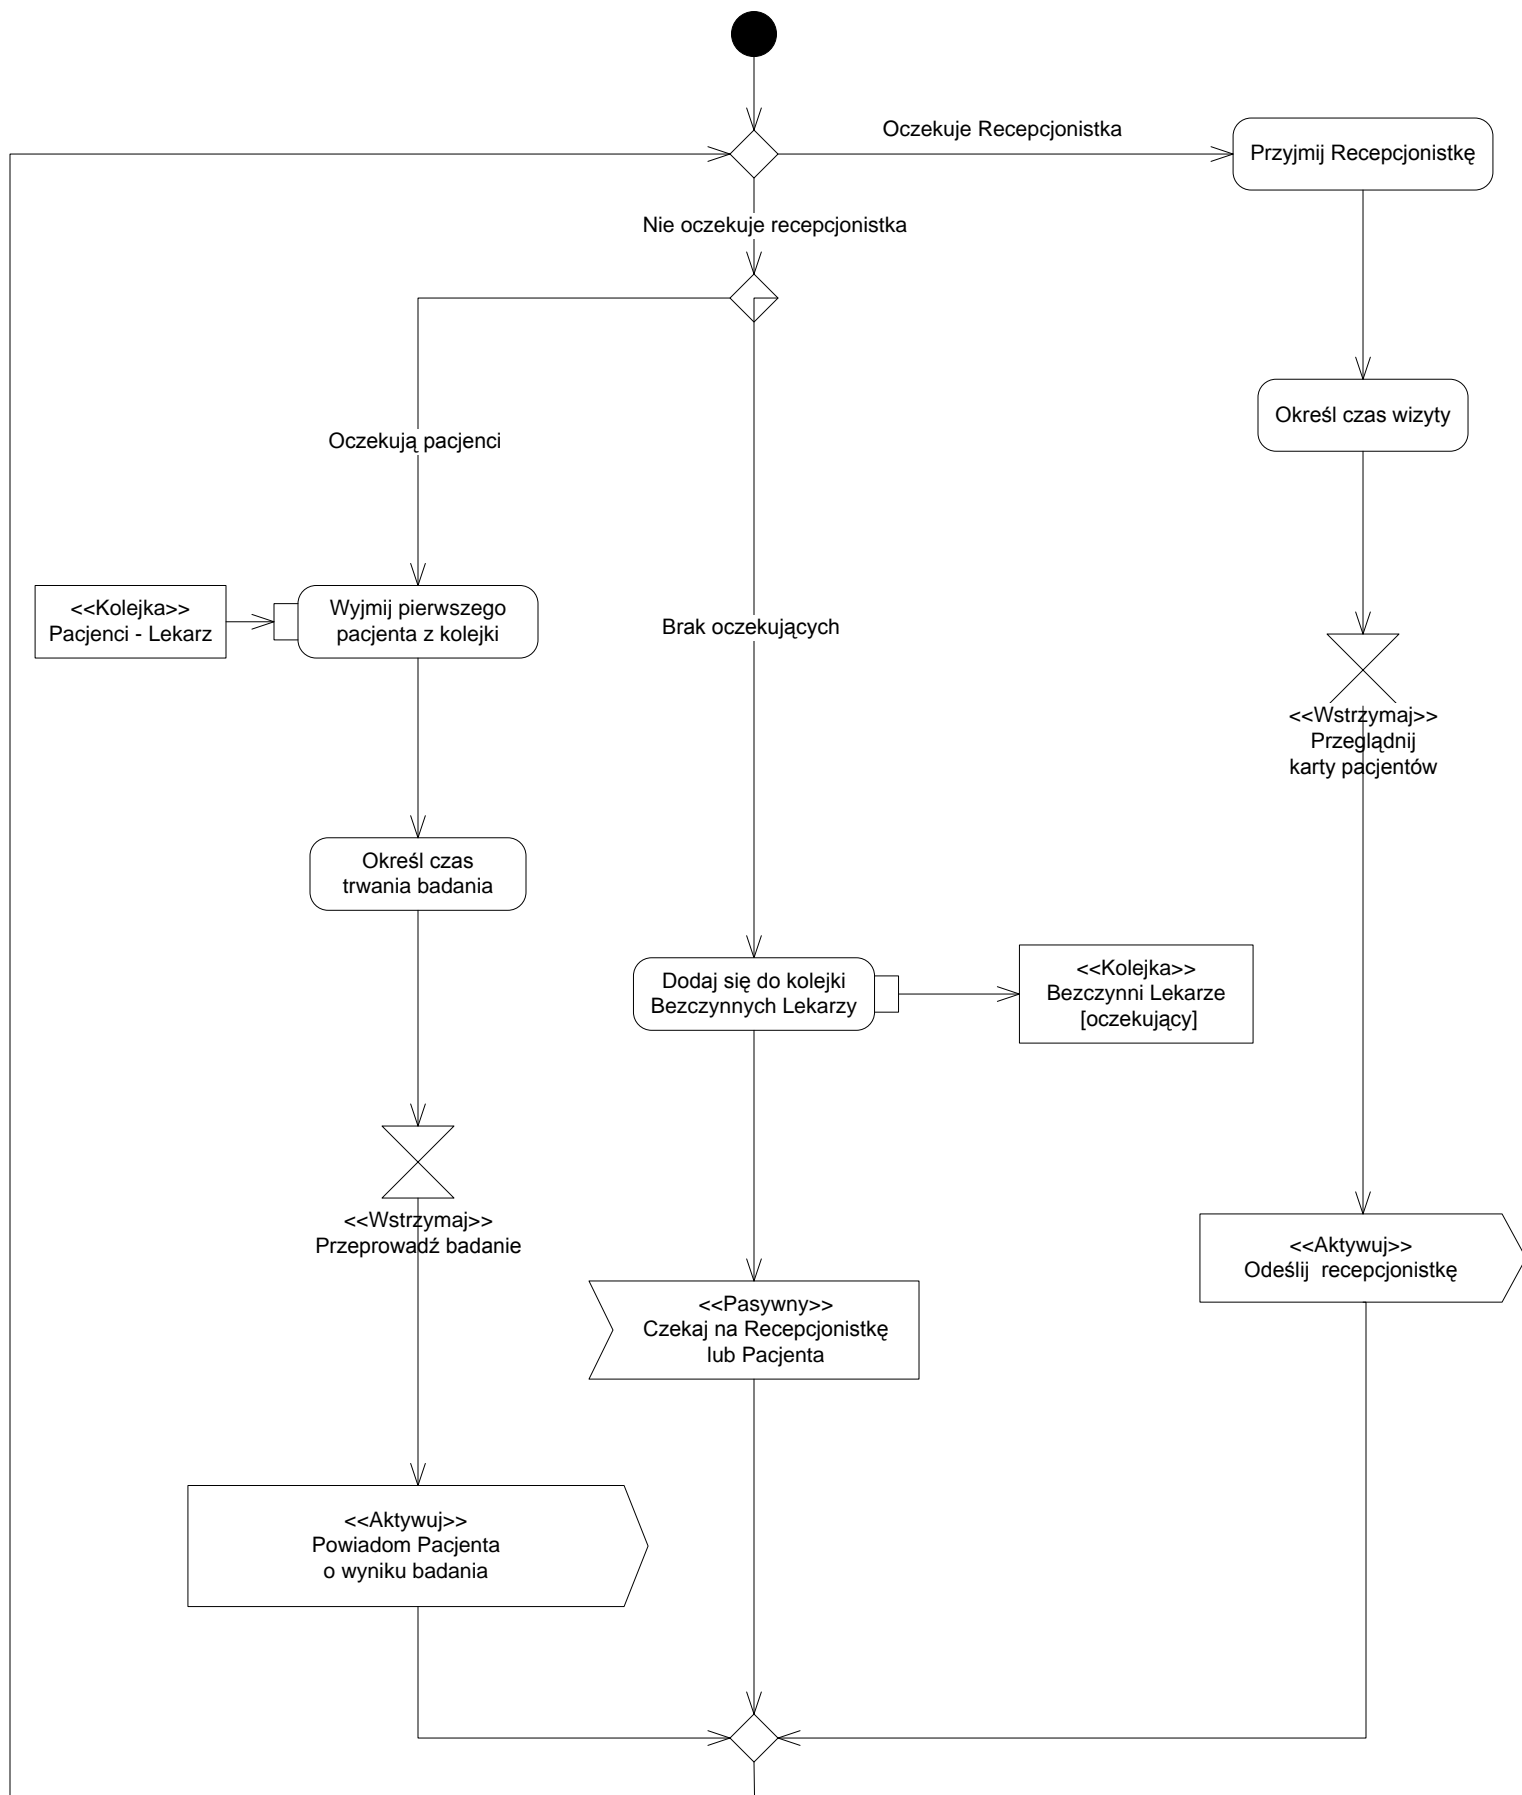 Oczekuje Recepcjonistka
Przyjmij Recepcjonistkę
Nie oczekuje recepcjonistka
Określ czas wizyty
Oczekują pacjenci
<<Kolejka>>
Pacjenci - Lekarz
Wyjmij pierwszego
pacjenta z kolejki
Brak oczekujących
<<Wstrzymaj>>
Przeglądnij
karty pacjentów
Określ czas
trwania badania
Dodaj się do kolejki
Bezczynnych Lekarzy
<<Kolejka>>
Bezczynni Lekarze
[oczekujący]
<<Wstrzymaj>>
Przeprowadź badanie
<<Aktywuj>>
Odeślij  recepcjonistkę
<<Pasywny>>
Czekaj na Recepcjonistkę
lub Pacjenta
<<Aktywuj>>
Powiadom Pacjenta
o wyniku badania